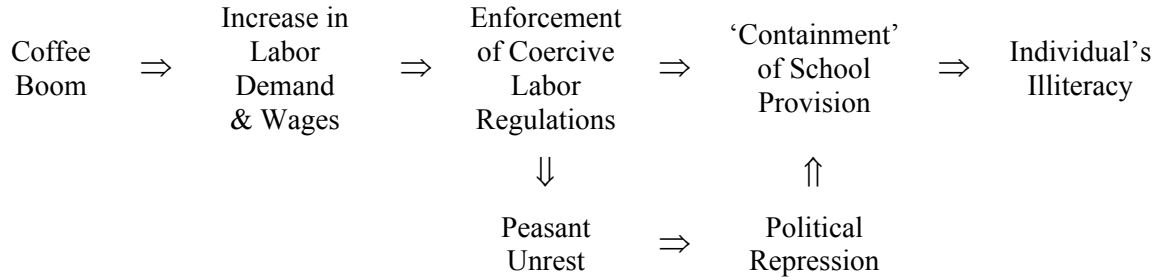 Coffee
Boom
⇒
Increase in
Labor
Demand
& Wages
⇒
Enforcement
of Coercive
Labor
Regulations
⇒
‘Containment’
of School
Provision
⇒
Individual’s
Illiteracy
⇓
⇑
Peasant
Unrest
⇒
Political
Repression